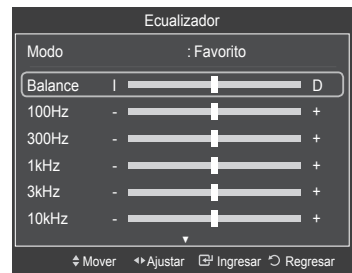 Ecualizador
Modo : Favorito
Balance I D
100Hz - +
300Hz - +
1kHz - +
3kHz - +
10kHz - +
Mover Ajustar Ingresar Regresar